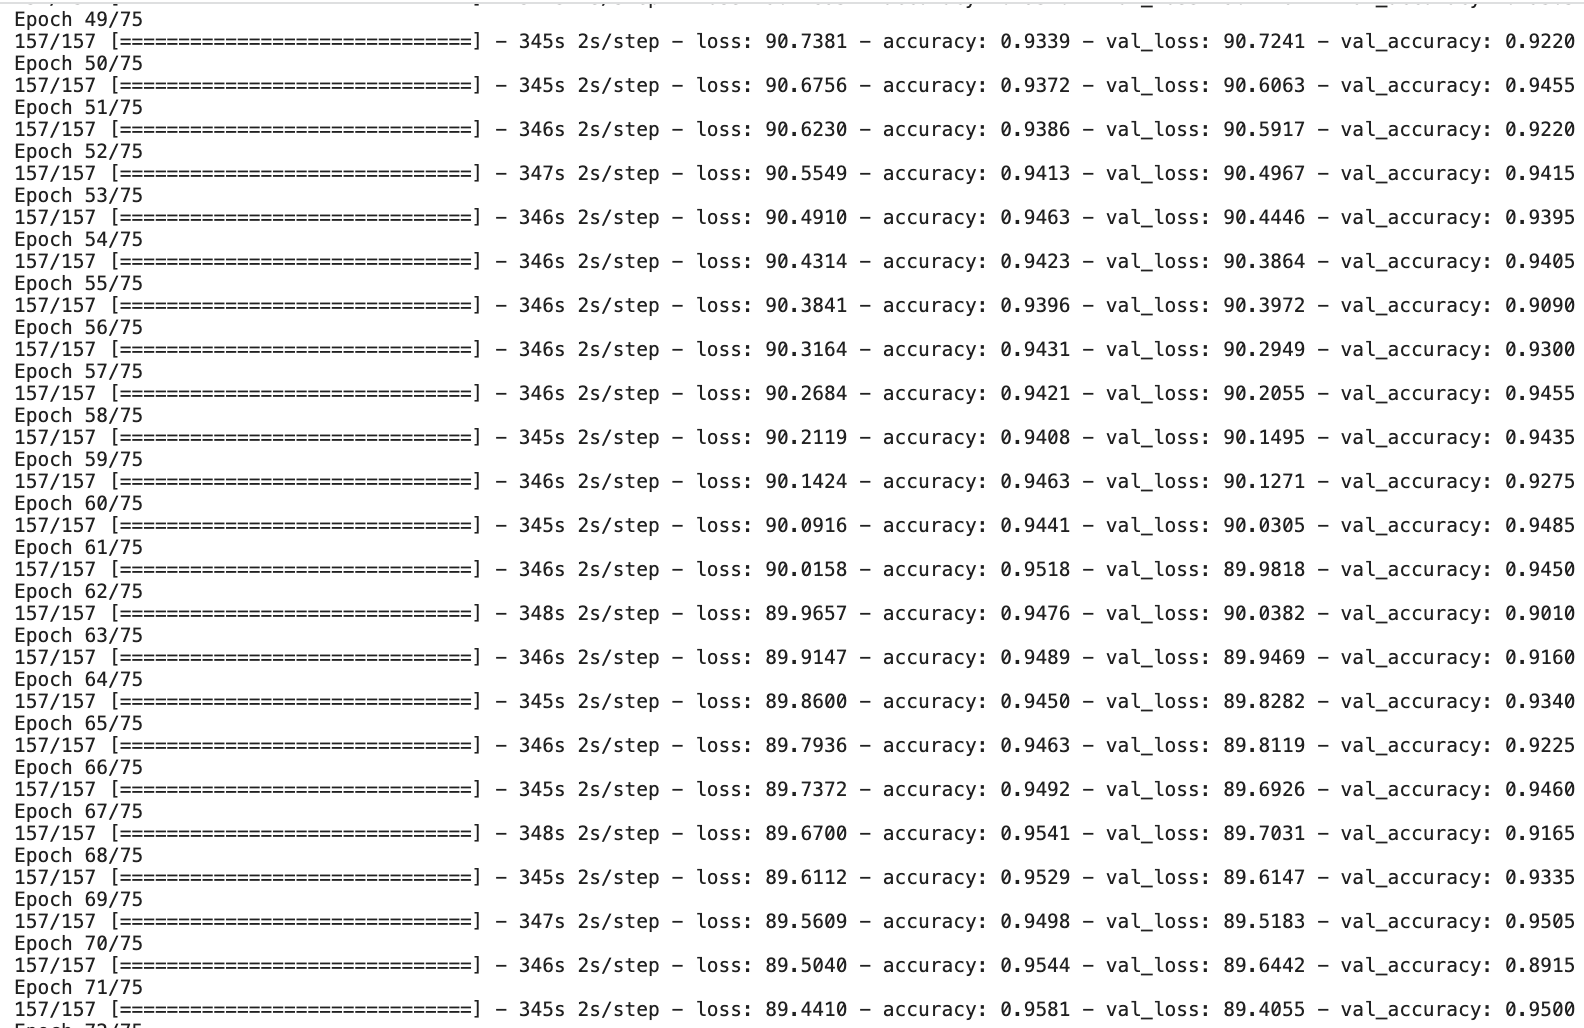 Epoch 49/75
157/157 [==============================] - 345s 2s/step - loss: 90.7381 - accuracy: 0.9339 - val_loss: 90.7241 - val_accuracy: 0.9220
Epoch 50/75
157/157 [==============================] - 345s 2s/step - loss: 90.6756 - accuracy: 0.9372 - val_loss: 90.6063 - val_accuracy: 0.9455
Epoch 51/75
157/157 [==============================] - 346s 2s/step - loss: 90.6230 - accuracy: 0.9386 - val_loss: 90.5917 - val_accuracy: 0.9220
Epoch 52/75
157/157 [==============================] - 347s 2s/step - loss: 90.5549 - accuracy: 0.9413 - val_loss: 90.4967 - val_accuracy: 0.9415
Epoch 53/75
157/157 [==============================] - 346s 2s/step - loss: 90.4910 - accuracy: 0.9463 - val_loss: 90.4446 - val_accuracy: 0.9395
Epoch 54/75
157/157 [==============================] - 346s 2s/step - loss: 90.4314 - accuracy: 0.9423 - val_loss: 90.3864 - val_accuracy: 0.9405
Epoch 55/75
157/157 [==============================] - 346s 2s/step - loss: 90.3841 - accuracy: 0.9396 - val_loss: 90.3972 - val_accuracy: 0.9090
Epoch 56/75
157/157 [==============================] - 346s 2s/step - loss: 90.3164 - accuracy: 0.9431 - val_loss: 90.2949 - val_accuracy: 0.9300
Epoch 57/75
157/157 [==============================] - 346s 2s/step - loss: 90.2684 - accuracy: 0.9421 - val_loss: 90.2055 - val_accuracy: 0.9455
Epoch 58/75
157/157 [==============================] - 345s 2s/step - loss: 90.2119 - accuracy: 0.9408 - val_loss: 90.1495 - val_accuracy: 0.9435
Epoch 59/75
157/157 [==============================] - 346s 2s/step - loss: 90.1424 - accuracy: 0.9463 - val_loss: 90.1271 - val_accuracy: 0.9275
Epoch 60/75
157/157 [==============================] - 345s 2s/step - loss: 90.0916 - accuracy: 0.9441 - val_loss: 90.0305 - val_accuracy: 0.9485
Epoch 61/75
157/157 [==============================] - 346s 2s/step - loss: 90.0158 - accuracy: 0.9518 - val_loss: 89.9818 - val_accuracy: 0.9450
Epoch 62/75
157/157 [==============================] - 348s 2s/step - loss: 89.9657 - accuracy: 0.9476 - val_loss: 90.0382 - val_accuracy: 0.9010
Epoch 63/75
157/157 [==============================] - 346s 2s/step - loss: 89.9147 - accuracy: 0.9489 - val_loss: 89.9469 - val_accuracy: 0.9160
Epoch 64/75
157/157 [==============================] - 345s 2s/step - loss: 89.8600 - accuracy: 0.9450 - val_loss: 89.8282 - val_accuracy: 0.9340
Epoch 65/75
157/157 [==============================] - 346s 2s/step - loss: 89.7936 - accuracy: 0.9463 - val_loss: 89.8119 - val_accuracy: 0.9225
Epoch 66/75
157/157 [==============================] - 345s 2s/step - loss: 89.7372 - accuracy: 0.9492 - val_loss: 89.6926 - val_accuracy: 0.9460
Epoch 67/75
157/157 [==============================] - 348s 2s/step - loss: 89.6700 - accuracy: 0.9541 - val_loss: 89.7031 - val_accuracy: 0.9165
Epoch 68/75
157/157 [==============================] - 345s 2s/step - loss: 89.6112 - accuracy: 0.9529 - val_loss: 89.6147 - val_accuracy: 0.9335
Epoch 69/75
157/157 [==============================] - 347s 2s/step - loss: 89.5609 - accuracy: 0.9498 - val_loss: 89.5183 - val_accuracy: 0.9505
Epoch 70/75
157/157 [==============================] - 346s 2s/step - loss: 89.5040 - accuracy: 0.9544 - val_loss: 89.6442 - val_accuracy: 0.8915
Epoch 71/75
157/157 [==============================] - 345s 2s/step - loss: 89.4410 - accuracy: 0.9581 - val_loss: 89.4055 - val_accuracy: 0.9500